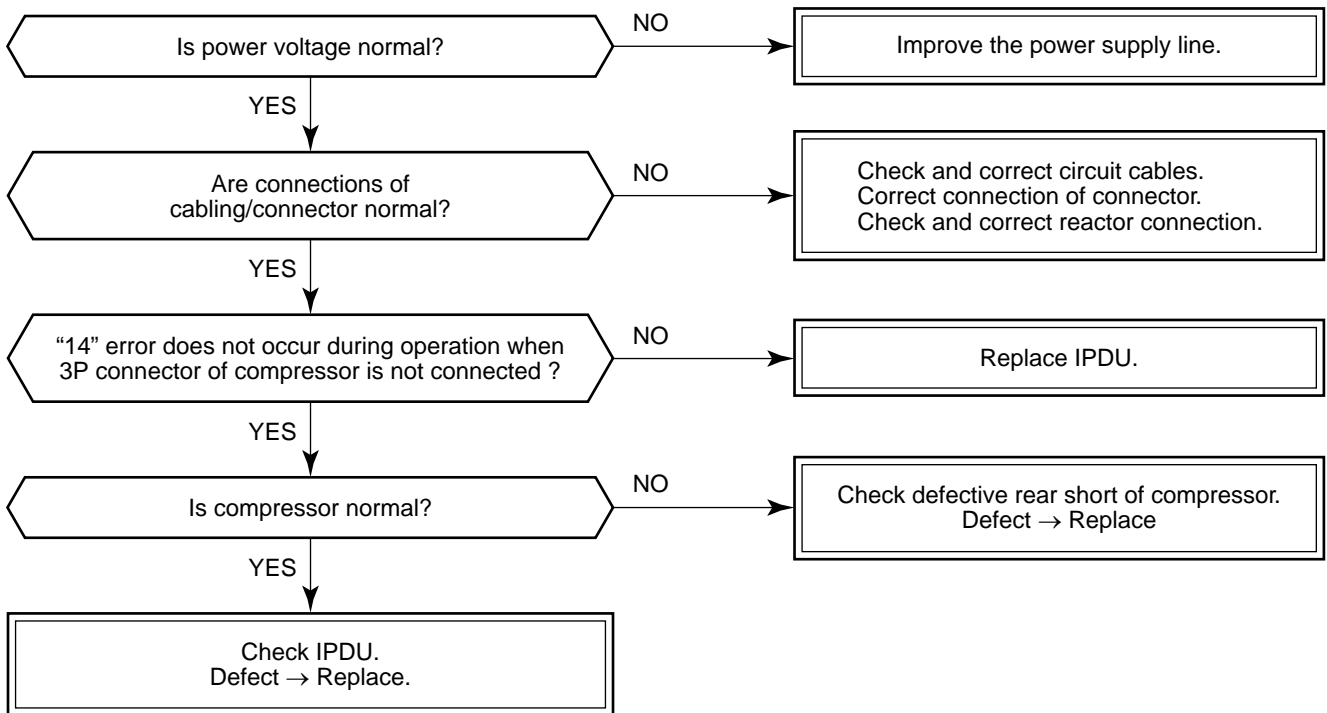 Is power voltage normal?
NO
Improve the power supply line.
YES
Are connections of
cabling/connector normal?
NO
Check and correct circuit cables.
Correct connection of connector.
Check and correct reactor connection.
YES
“14” error does not occur during operation when
3P connector of compressor is not connected ?
NO
Replace IPDU.
YES
Is compressor normal?
NO
Check defective rear short of compressor.
Defect → Replace
YES
Check IPDU.
Defect → Replace.